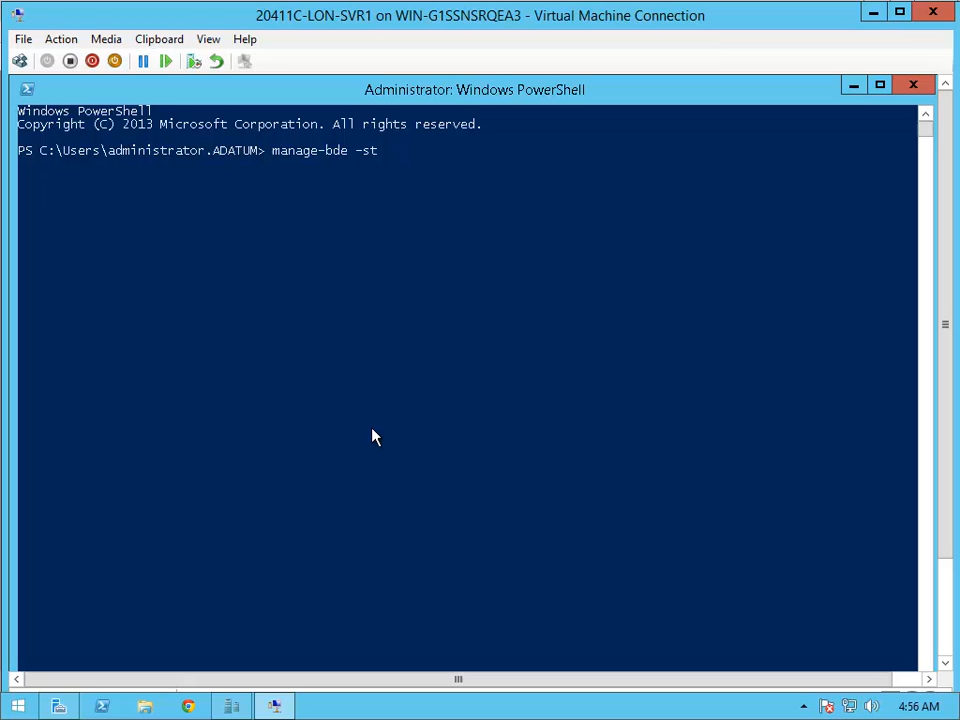 20411C-LON-SVR1 on WIN-G1SSNSRQEA3 - Virtual Machine Connection
File Action Media Clipboard View Help
Administrator: Windows PowerShell
Windows PowerShell
Copyright (C) 2013 Microsoft Corporation. All rights reserved.
PS C:\Users\administrator.ADATUM> manage-bde -st
4:56 AM